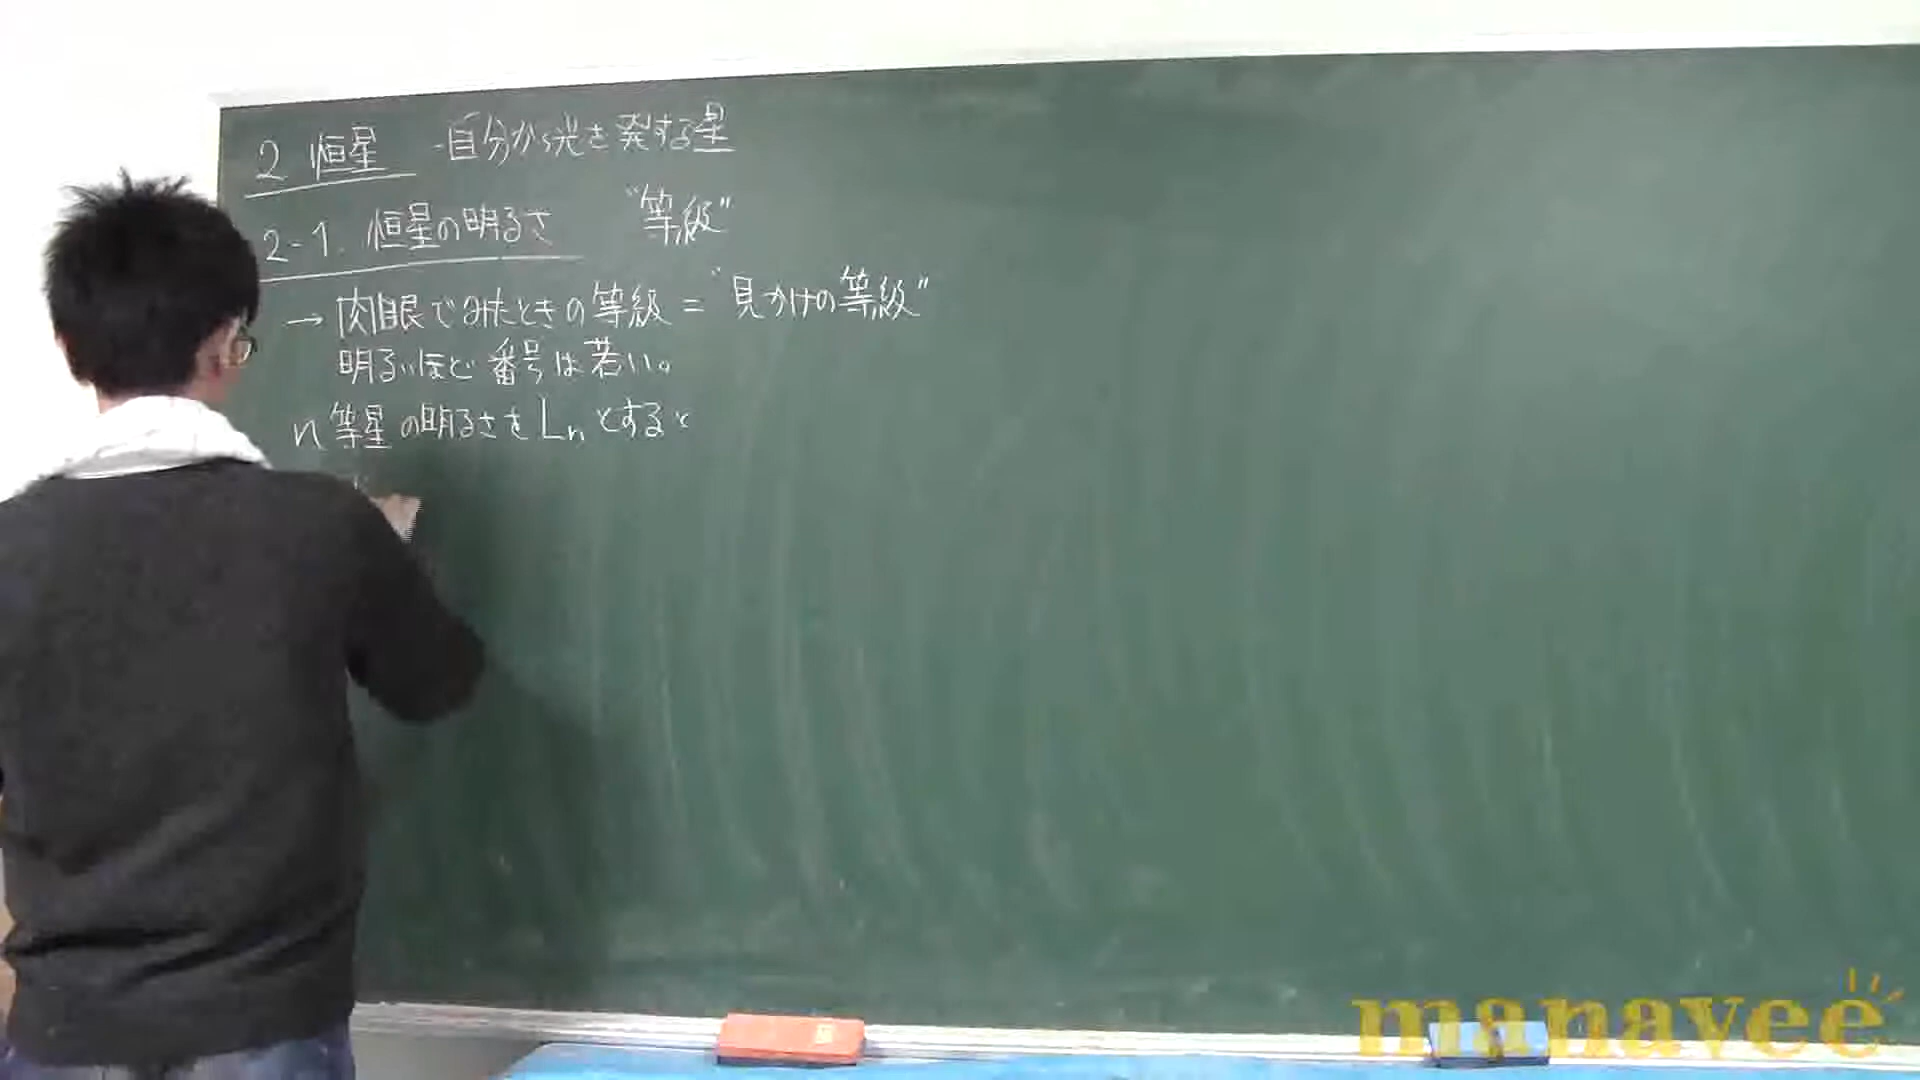 2 恒星 -自分から光を発する星
2-1. 恒星の明るさ "等級"
→ 肉眼でみたときの等級 = "見かけの等級"
明るいほど番号は若い。
n等星の明るさをLnとすると
manavee